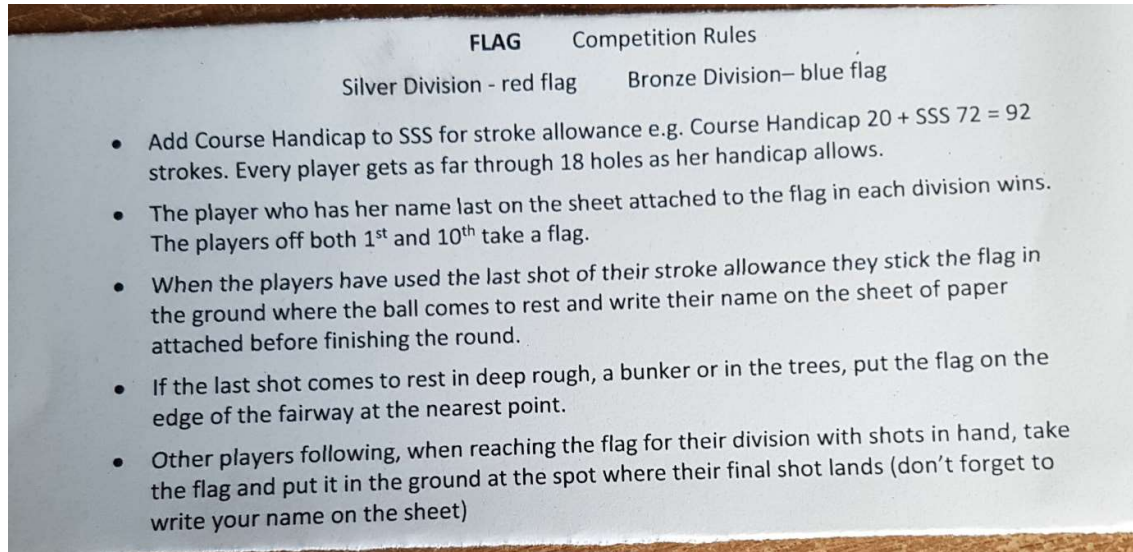 FLAG Competition Rules
Silver Division - red flag Bronze Division– blue flag
• Add Course Handicap to SSS for stroke allowance e.g. Course Handicap 20 + SSS 72 = 92
strokes. Every player gets as far through 18 holes as her handicap allows.
• The player who has her name last on the sheet attached to the flag in each division wins.
The players off both 1st and 10th take a flag.
• When the players have used the last shot of their stroke allowance they stick the flag in
the ground where the ball comes to rest and write their name on the sheet of paper
attached before finishing the round.
• If the last shot comes to rest in deep rough, a bunker or in the trees, put the flag on the
edge of the fairway at the nearest point.
• Other players following, when reaching the flag for their division with shots in hand, take
the flag and put it in the ground at the spot where their final shot lands (don’t forget to
write your name on the sheet)